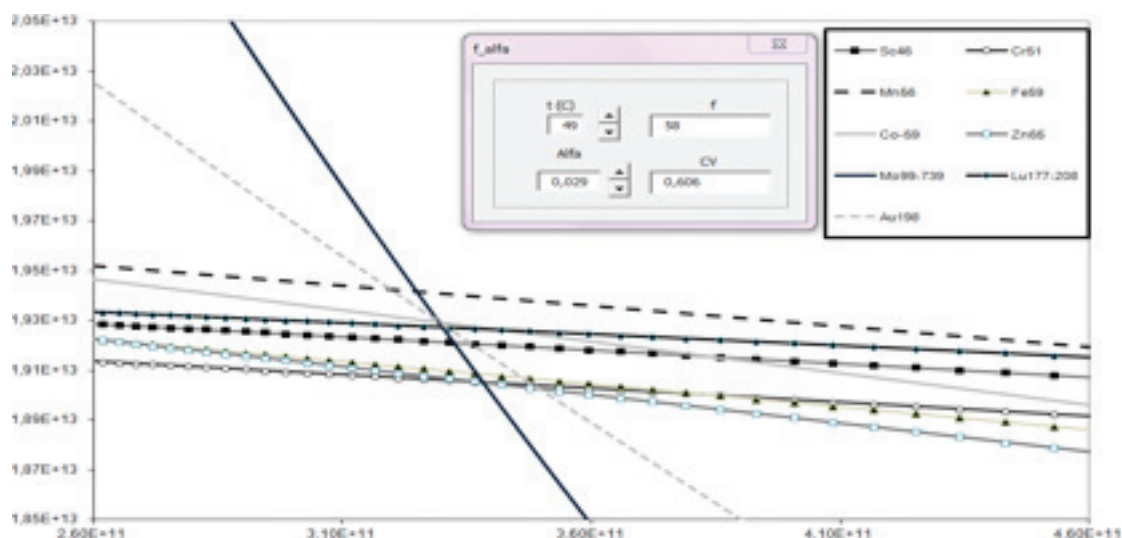 2,05E+13
2,03E+13
2,01E+13
1,99E+13
1,97E+13
1,95E+13
1,93E+13
1,91E+13
1,89E+13
1,87E+13
1,85E+13
2,60E+11 3,10E+11 3,60E+11 4,10E+11 4,60E+11
f_alfa
t (C) f
49 38
Alfa CV
0,029 0,606
Sc46 Cr51
Mn56 Fe59
Co-59 Zn65
Mo99-739 Lu177-208
Au198